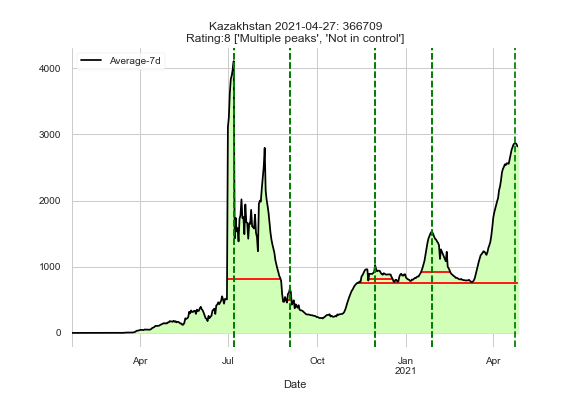 Kazakhstan 2021-04-27: 366709
Rating:8 ['Multiple peaks', 'Not in control']
Average-7d
4000
3000
2000
1000
0
Apr
Jul
Oct
Jan
2021
Apr
Date